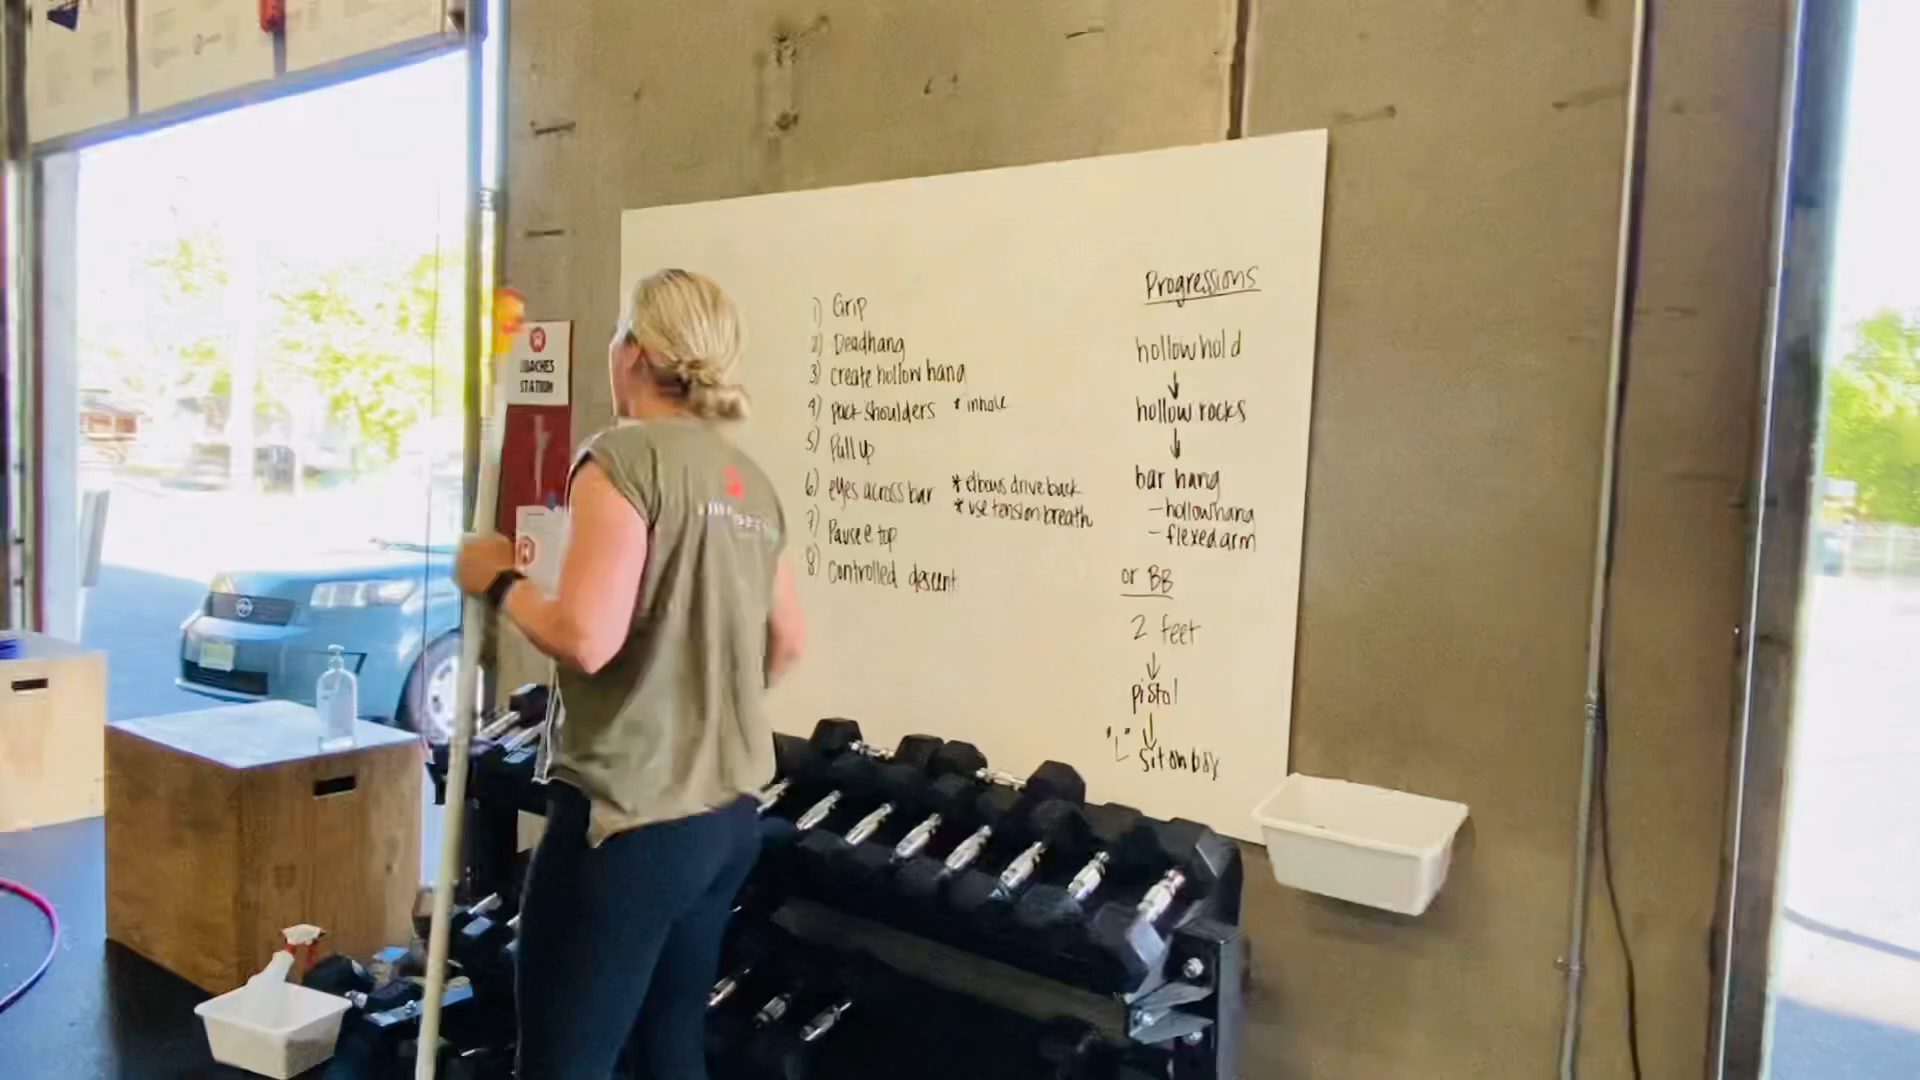 COACHES
STATION
1) Grip
2) Deadhang
3) create hollow hang
4) pack shoulders * inhale
5) Pull up
6) eyes across bar * elbows drive back
* use tension breath
7) Pause @ top
8) Controlled descent
Progressions
hollow hold
↓
hollow rocks
↓
bar hang
- hollow hang
- flexed arm
or BB
2 feet
↓
pistol
↓
"L" sit on box